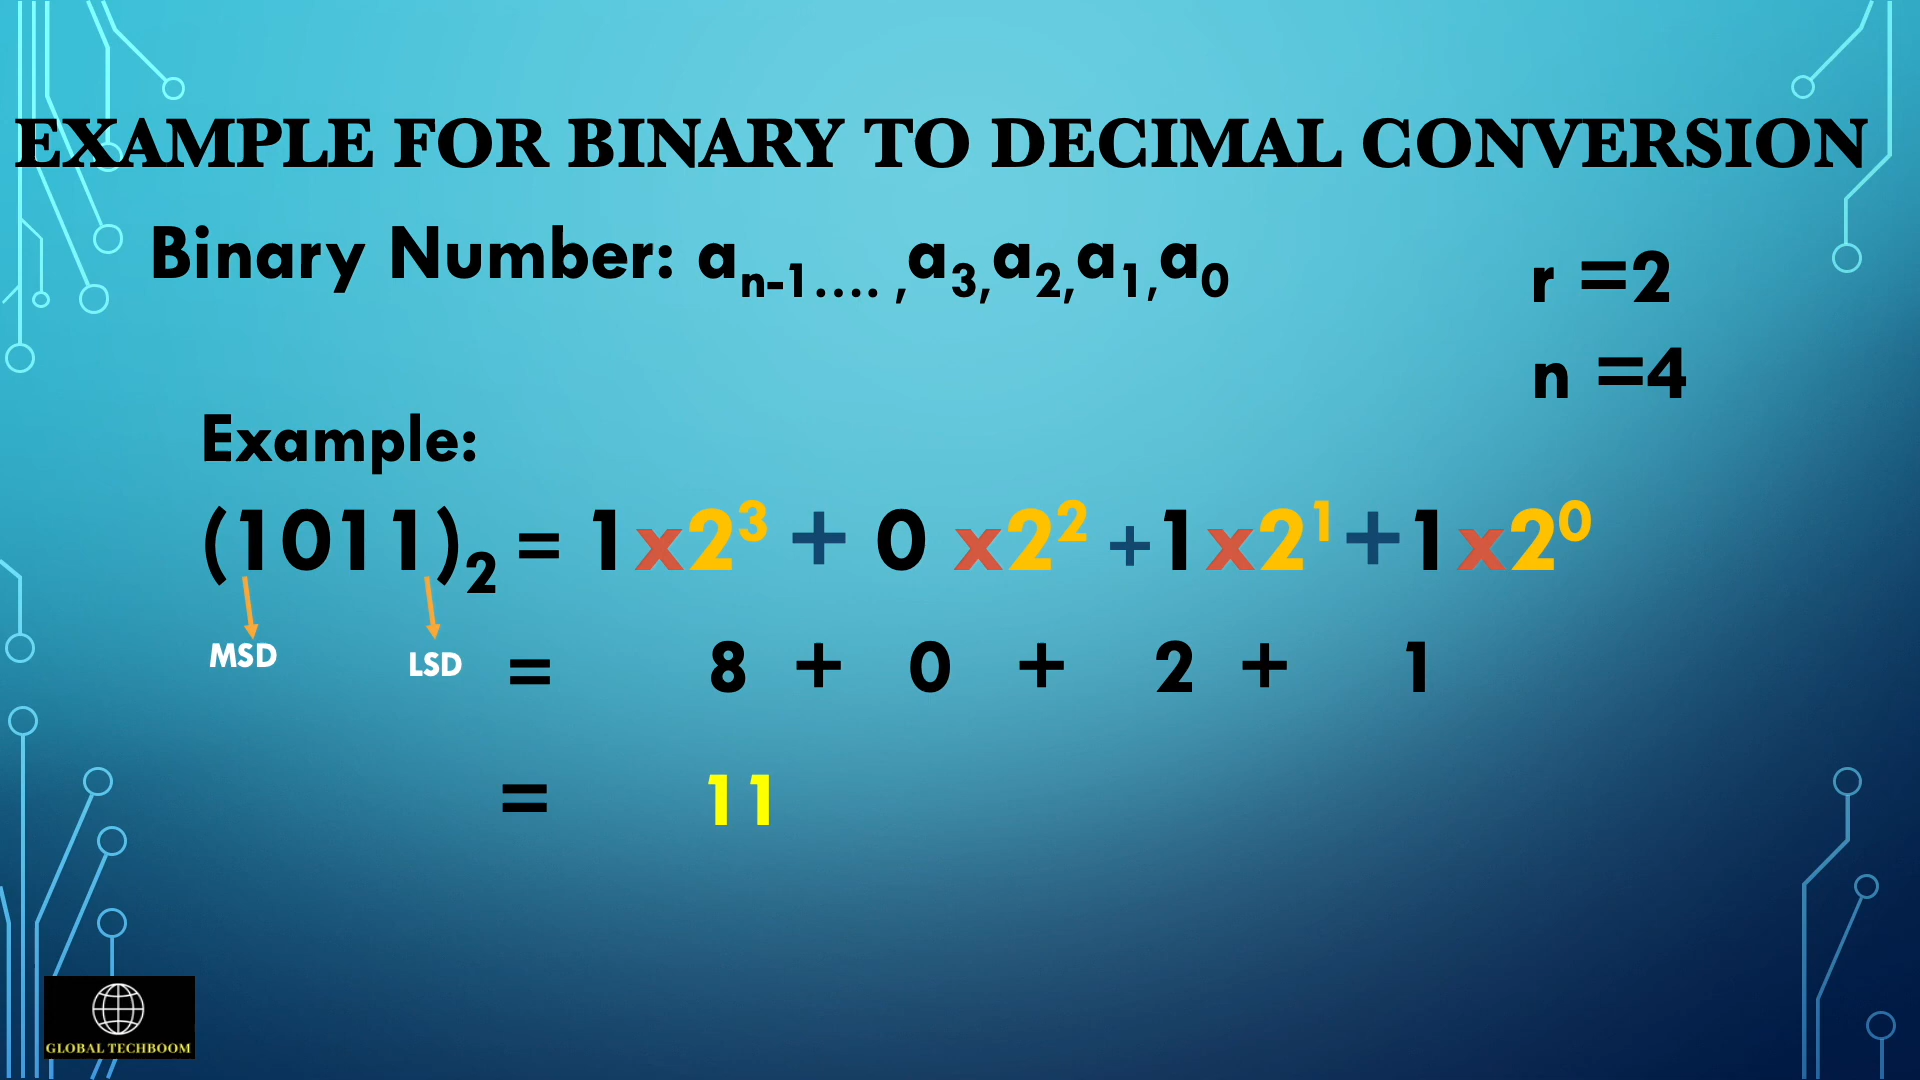 EXAMPLE FOR BINARY TO DECIMAL CONVERSION
Binary Number: aₙ₋₁.... ,a₃,a₂,a₁,a₀
r =2
n =4
Example:
(1011)₂ = 1x2³ + 0 x2² +1x2¹+1x2⁰
MSD
LSD
= 8 + 0 + 2 + 1
= 11
GLOBAL TECHBOOM